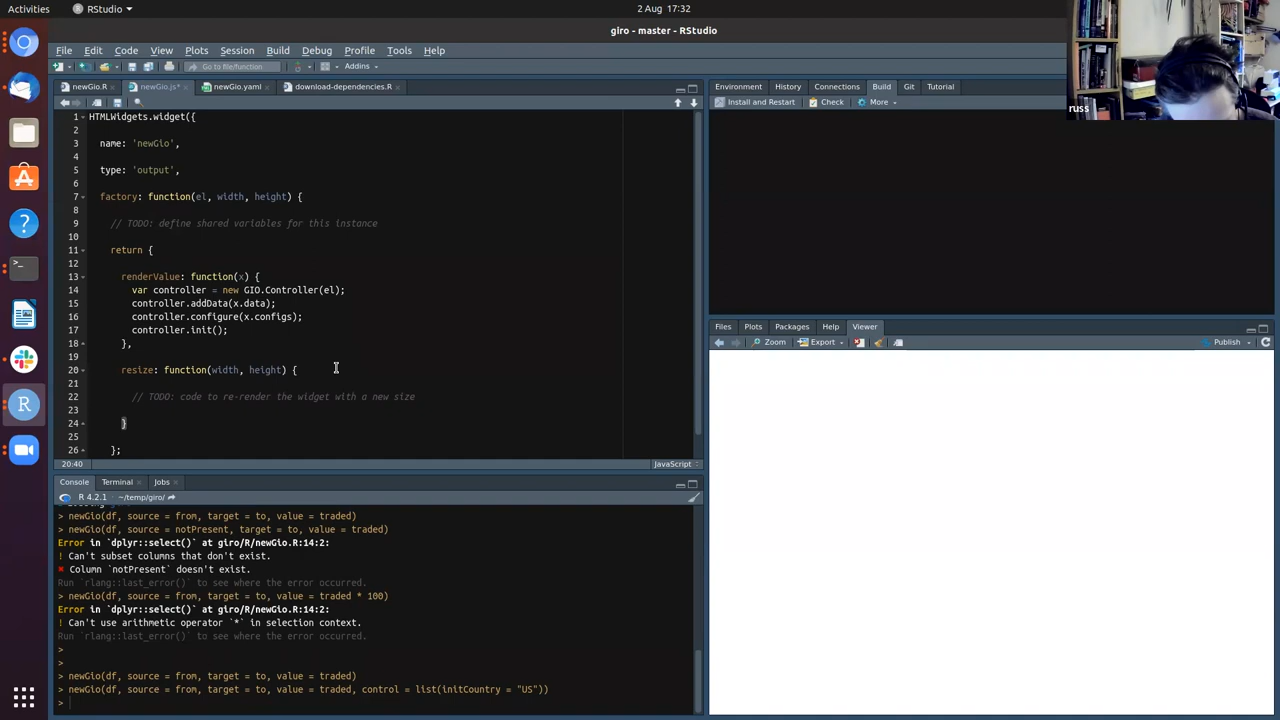 Activities
RStudio
2 Aug 17:32
giro - master - RStudio
File Edit Code View Plots Session Build Debug Profile Tools Help
Go to file/function
Addins
newGio.R
newGio.js*
newGio.yaml
download-dependencies.R
1 HTMLWidgets.widget({
2
3 name: 'newGio',
4
5 type: 'output',
6
7 factory: function(el, width, height) {
8
9 // TODO: define shared variables for this instance
10
11 return {
12
13 renderValue: function(x) {
14 var controller = new GIO.Controller(el);
15 controller.addData(x.data);
16 controller.configure(x.configs);
17 controller.init();
18 },
19
20 resize: function(width, height) {
21
22 // TODO: code to re-render the widget with a new size
23
24 }
25
26 };
20:40
JavaScript
Console Terminal Jobs
R 4.2.1 · ~/temp/giro/
> newGio(df, source = from, target = to, value = traded)
> newGio(df, source = notPresent, target = to, value = traded)
Error in `dplyr::select()` at giro/R/newGio.R:14:2:
! Can't subset columns that don't exist.
✖ Column `notPresent` doesn't exist.
Run `rlang::last_error()` to see where the error occurred.
> newGio(df, source = from, target = to, value = traded * 100)
Error in `dplyr::select()` at giro/R/newGio.R:14:2:
! Can't use arithmetic operator `*` in selection context.
Run `rlang::last_error()` to see where the error occurred.
>
>
> newGio(df, source = from, target = to, value = traded)
> newGio(df, source = from, target = to, value = traded, control = list(initCountry = "US"))
>
Environment History Connections Build Git Tutorial
Install and Restart Check More
Files Plots Packages Help Viewer
Zoom Export Publish
russ